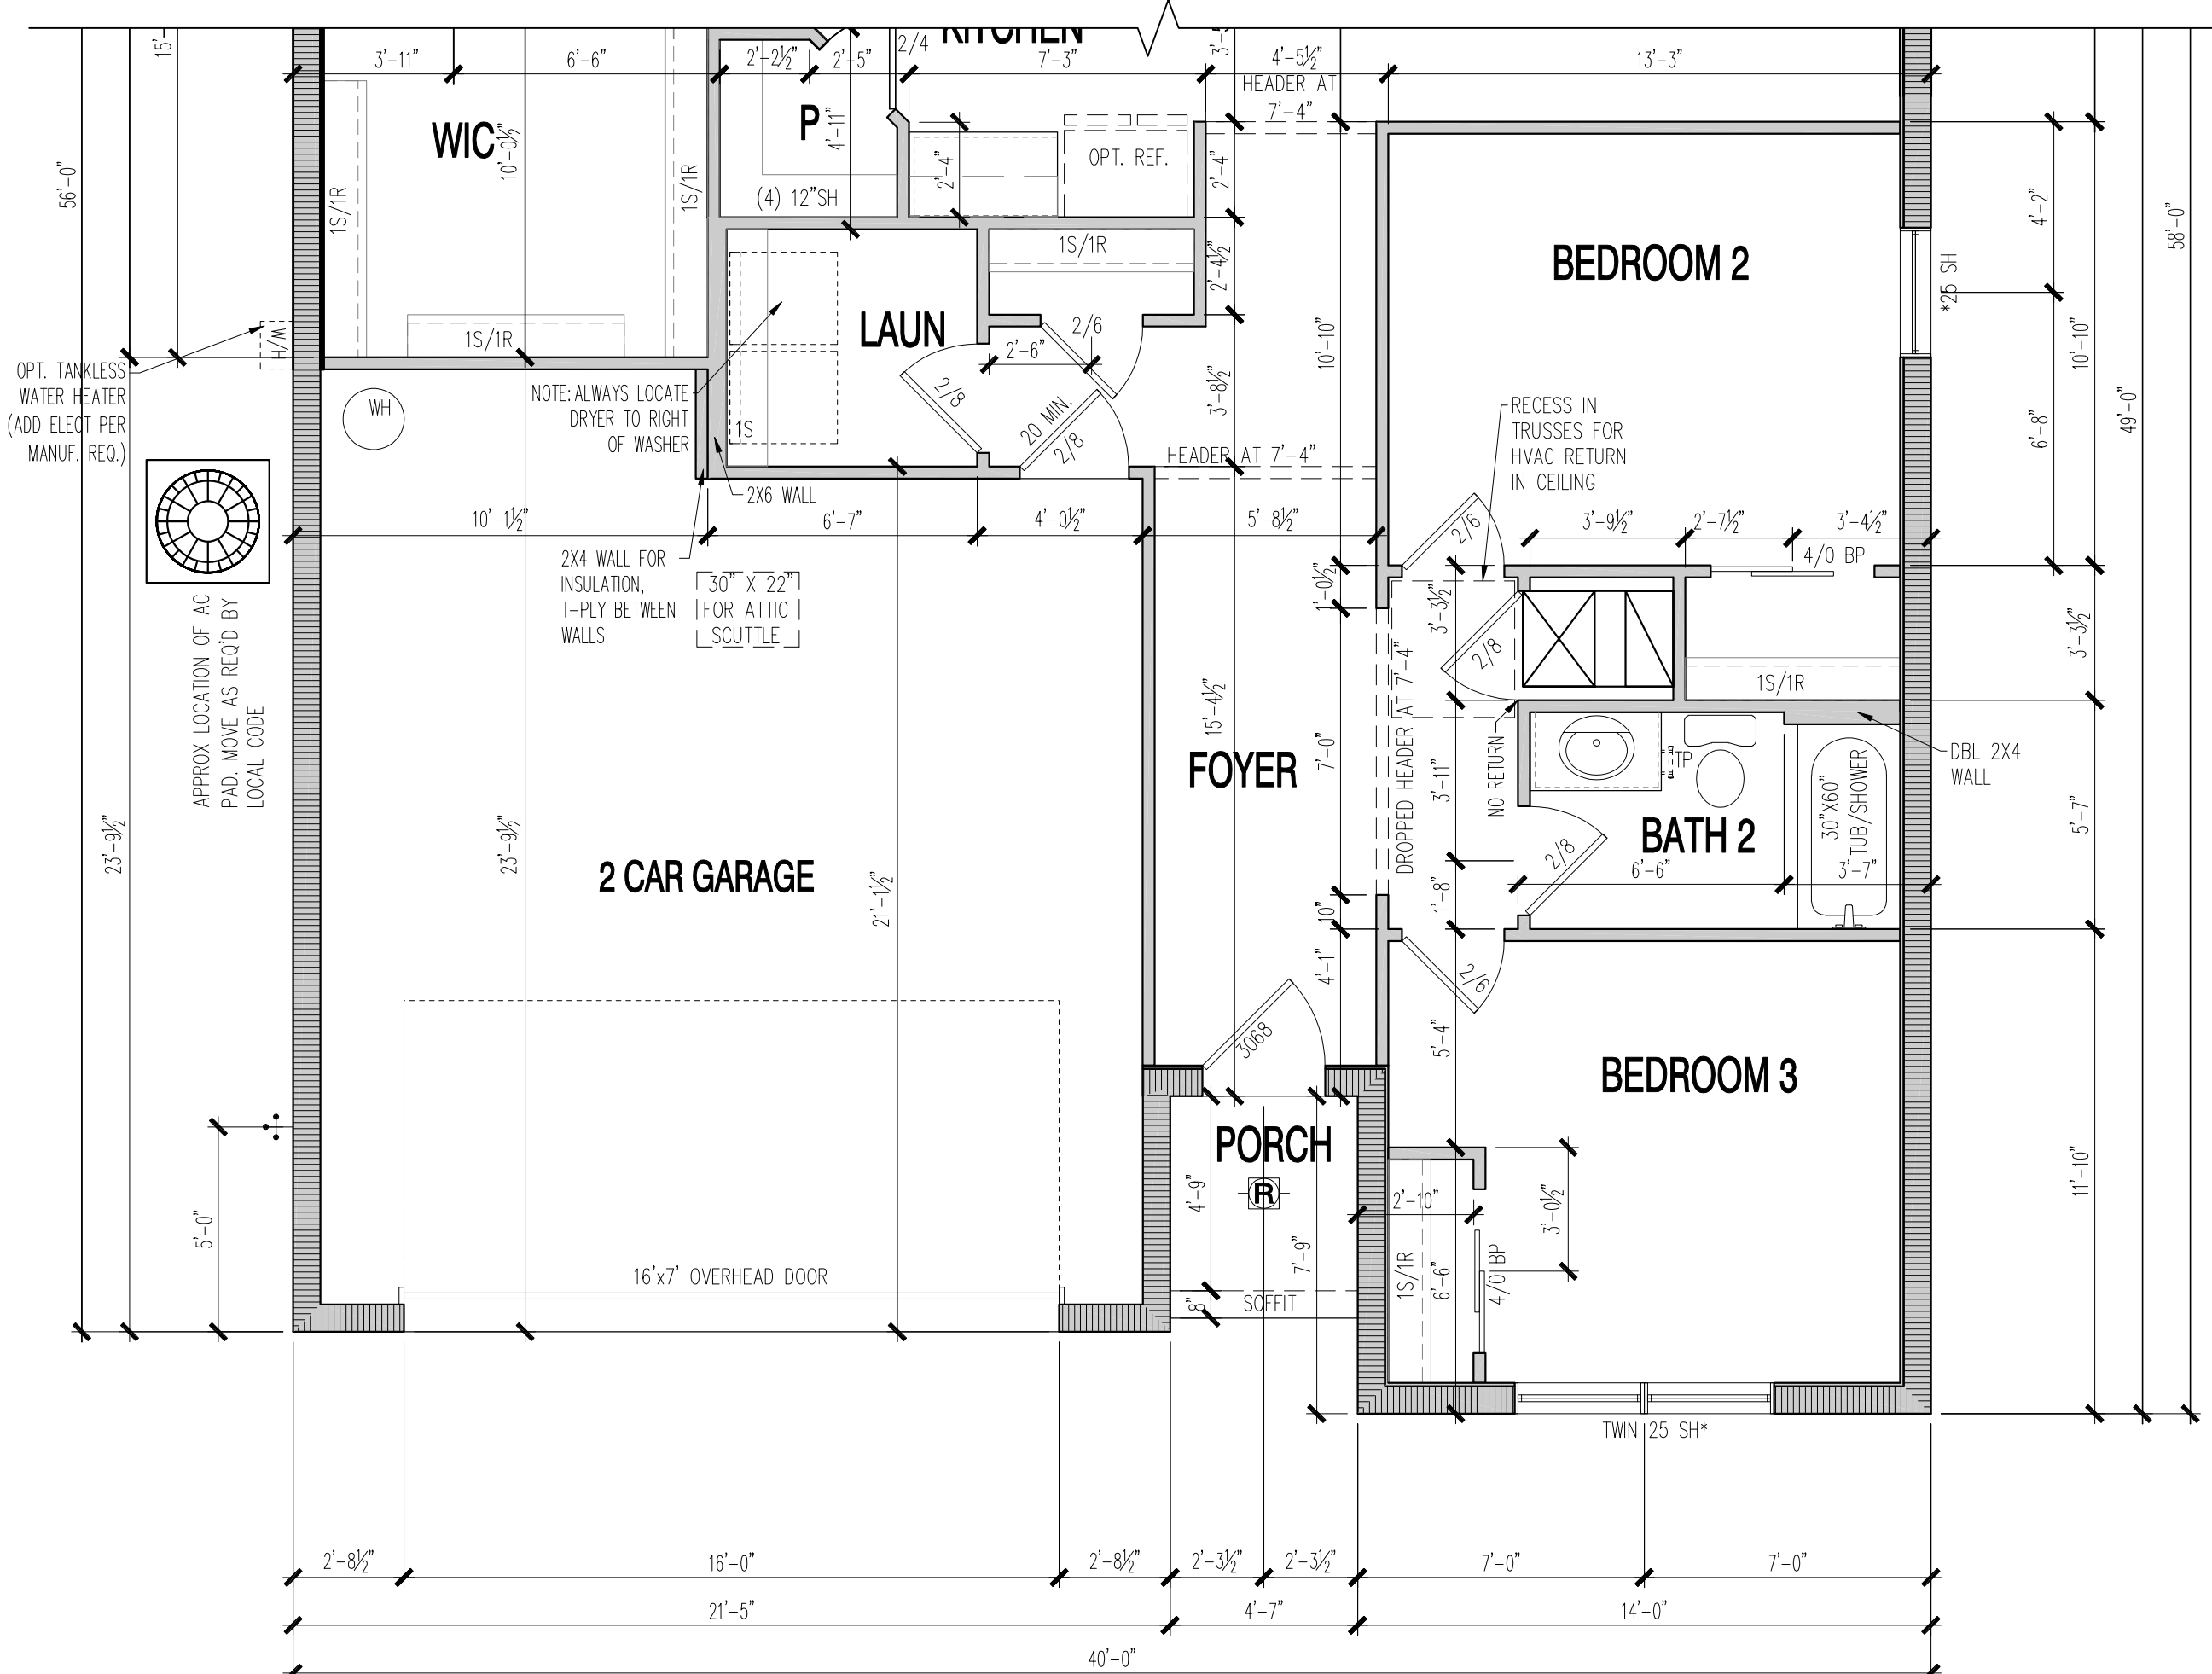 KITCHEN
2/4
15'-
3'-11"
6'-6"
2'-2½"
2'-5"
7'-3"
4'-5½"
13'-3"
HEADER AT
7'-4"
P
4'-11"
WIC
10'-0½"
1S/1R
1S/1R
(4) 12"SH
2'-4"
OPT. REF.
2'-4"
56'-0"
4'-2"
58'-0"
1S/1R
2'-4½"
BEDROOM 2
*25 SH
LAUN
2/6
2'-6"
1S/1R
W/H
OPT. TANKLESS
WATER HEATER
(ADD ELECT PER
MANUF. REQ.)
WH
NOTE: ALWAYS LOCATE
DRYER TO RIGHT
OF WASHER
1S
2/8
20 MIN.
2/8
3'-8½"
10'-10"
10'-10"
49'-0"
6'-8"
RECESS IN
TRUSSES FOR
HVAC RETURN
IN CEILING
HEADER AT 7'-4"
2X6 WALL
10'-1½"
6'-7"
4'-0½"
5'-8½"
2/6
3'-9½"
2'-7½"
3'-4½"
4/0 BP
2X4 WALL FOR
INSULATION,
T-PLY BETWEEN
WALLS
30" X 22"
FOR ATTIC
SCUTTLE
1'-0½"
3'-3½"
2/8
3'-3½"
1S/1R
APPROX LOCATION OF AC
PAD. MOVE AS REQ'D BY
LOCAL CODE
15'-4½"
FOYER
7'-0"
DROPPED HEADER AT 7'-4"
3'-11"
NO RETURN
TP
DBL 2X4
WALL
30"X60"
TUB/SHOWER
BATH 2
2/8
6'-6"
3'-7"
5'-7"
23'-9½"
23'-9½"
2 CAR GARAGE
21'-1½"
1'-8"
10"
4'-1"
2/6
3068
5'-4"
BEDROOM 3
PORCH
R
4'-9"
7'-9"
2'-10"
3'-0½"
11'-10"
5'-0"
1S/1R
6'-6"
4/0 BP
16'x7' OVERHEAD DOOR
8"
SOFFIT
TWIN 25 SH*
2'-8½"
16'-0"
2'-8½"
2'-3½"
2'-3½"
7'-0"
7'-0"
21'-5"
4'-7"
14'-0"
40'-0"